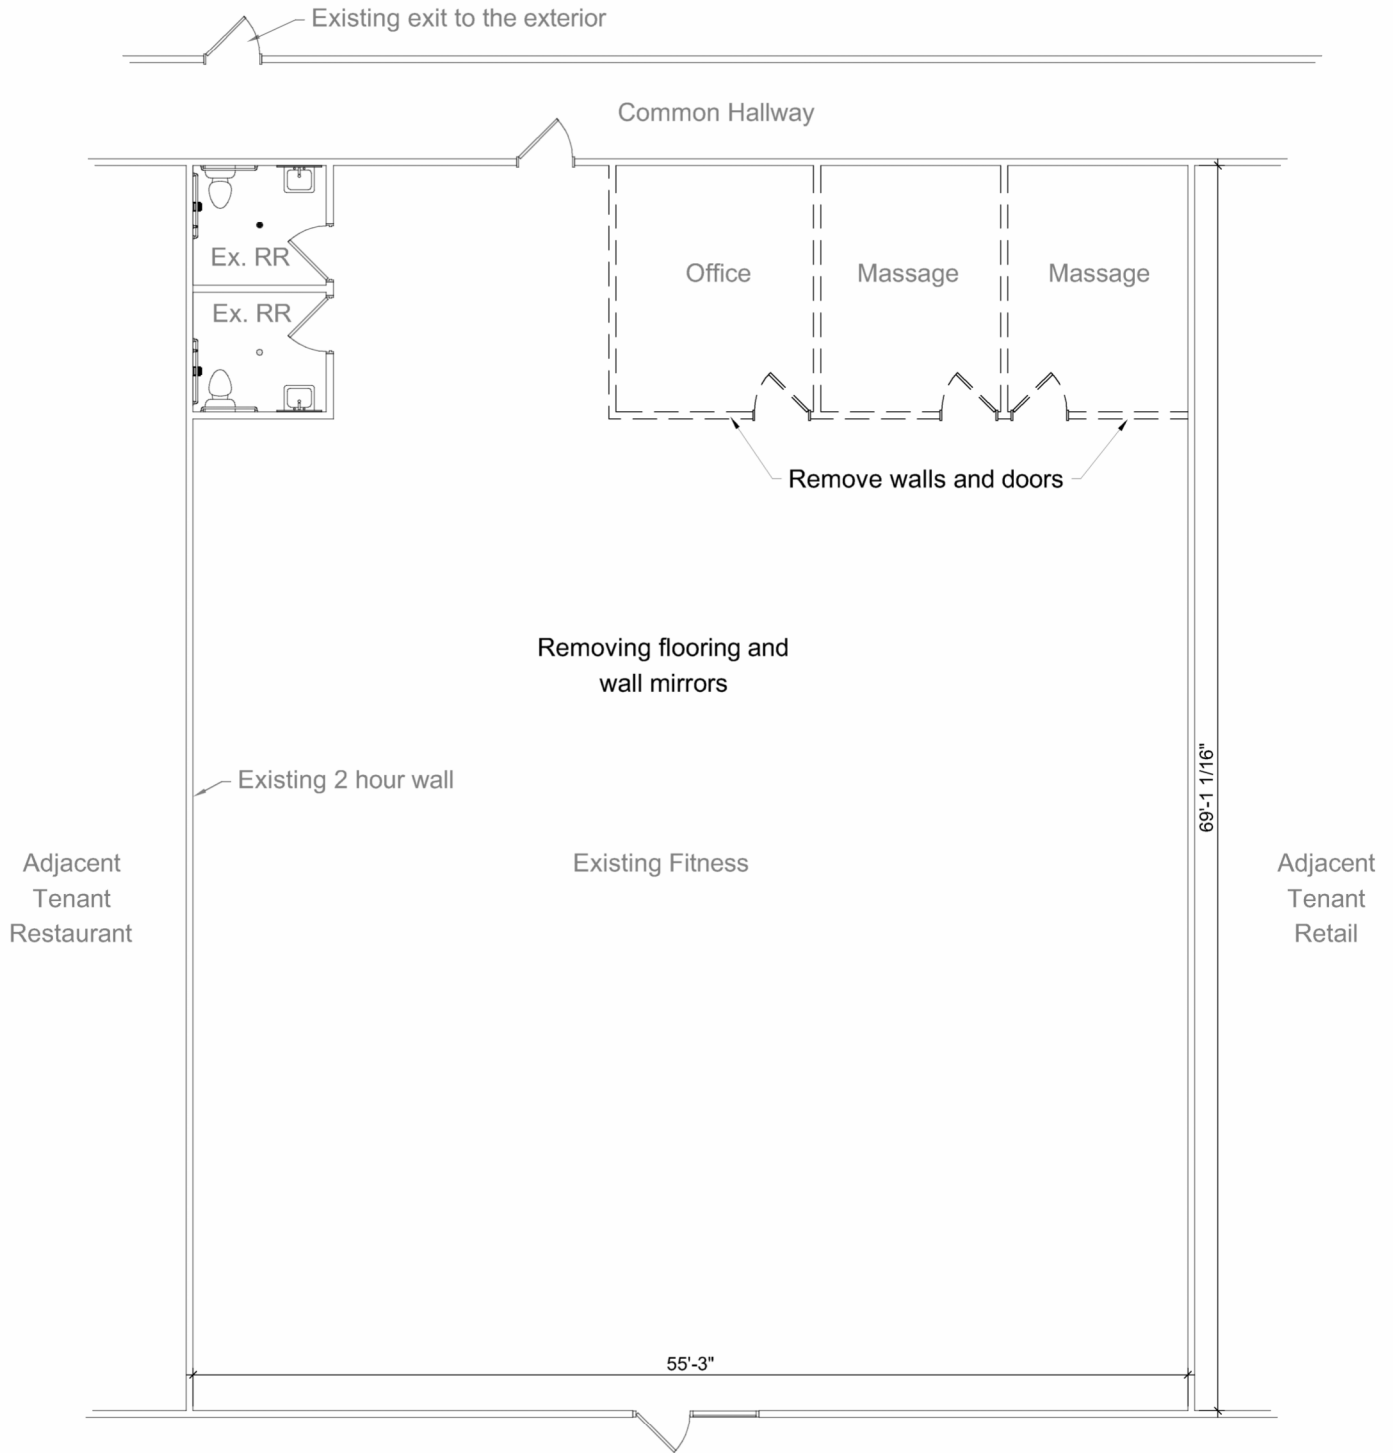 Existing exit to the exterior
Common Hallway
Ex. RR
Ex. RR
Office
Massage
Massage
Remove walls and doors
Removing flooring and
wall mirrors
Existing 2 hour wall
69'-1 1/16"
Adjacent
Tenant
Restaurant
Existing Fitness
Adjacent
Tenant
Retail
55'-3"